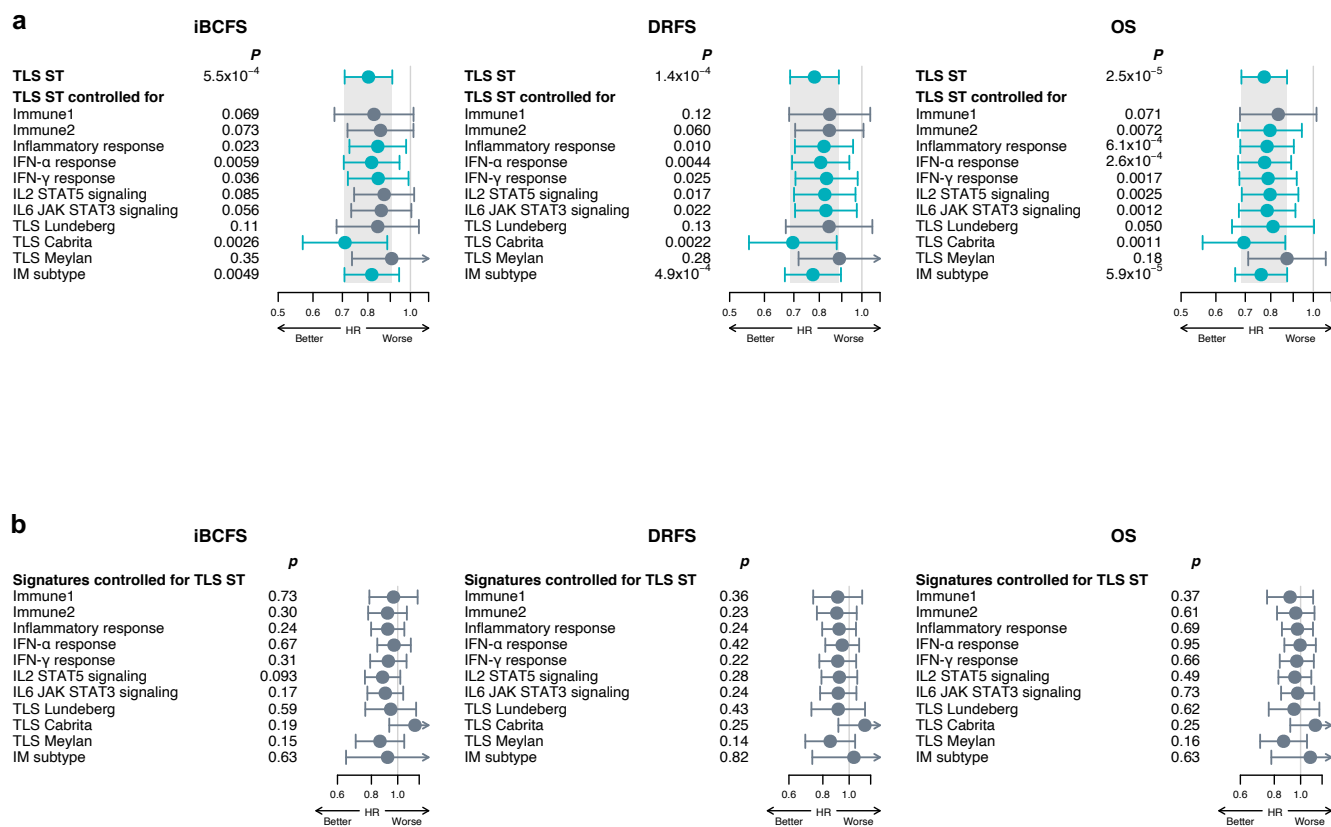 a
iBCFS DRFS OS
P P P
TLS ST 5.5x10⁻⁴ TLS ST 1.4x10⁻⁴ TLS ST 2.5x10⁻⁵
TLS ST controlled for TLS ST controlled for TLS ST controlled for
Immune1 0.069 Immune1 0.12 Immune1 0.071
Immune2 0.073 Immune2 0.060 Immune2 0.0072
Inflammatory response 0.023 Inflammatory response 0.010 Inflammatory response 6.1x10⁻⁴
IFN-α response 0.0059 IFN-α response 0.0044 IFN-α response 2.6x10⁻⁴
IFN-γ response 0.036 IFN-γ response 0.025 IFN-γ response 0.0017
IL2 STAT5 signaling 0.085 IL2 STAT5 signaling 0.017 IL2 STAT5 signaling 0.0025
IL6 JAK STAT3 signaling 0.056 IL6 JAK STAT3 signaling 0.022 IL6 JAK STAT3 signaling 0.0012
TLS Lundeberg 0.11 TLS Lundeberg 0.13 TLS Lundeberg 0.050
TLS Cabrita 0.0026 TLS Cabrita 0.0022 TLS Cabrita 0.0011
TLS Meylan 0.35 TLS Meylan 0.28 TLS Meylan 0.18
IM subtype 0.0049 IM subtype 4.9x10⁻⁴ IM subtype 5.9x10⁻⁵
0.5 0.6 0.7 0.8 1.0 0.5 0.6 0.7 0.8 1.0 0.5 0.6 0.7 0.8 1.0
HR HR HR
Better Worse Better Worse Better Worse
b
iBCFS DRFS OS
p p p
Signatures controlled for TLS ST Signatures controlled for TLS ST Signatures controlled for TLS ST
Immune1 0.73 Immune1 0.36 Immune1 0.37
Immune2 0.30 Immune2 0.23 Immune2 0.61
Inflammatory response 0.24 Inflammatory response 0.24 Inflammatory response 0.69
IFN-α response 0.67 IFN-α response 0.42 IFN-α response 0.95
IFN-γ response 0.31 IFN-γ response 0.22 IFN-γ response 0.66
IL2 STAT5 signaling 0.093 IL2 STAT5 signaling 0.28 IL2 STAT5 signaling 0.49
IL6 JAK STAT3 signaling 0.17 IL6 JAK STAT3 signaling 0.24 IL6 JAK STAT3 signaling 0.73
TLS Lundeberg 0.59 TLS Lundeberg 0.43 TLS Lundeberg 0.62
TLS Cabrita 0.19 TLS Cabrita 0.25 TLS Cabrita 0.25
TLS Meylan 0.15 TLS Meylan 0.14 TLS Meylan 0.16
IM subtype 0.63 IM subtype 0.82 IM subtype 0.63
0.6 0.8 1.0 0.6 0.8 1.0 0.6 0.8 1.0
HR HR HR
Better Worse Better Worse Better Worse